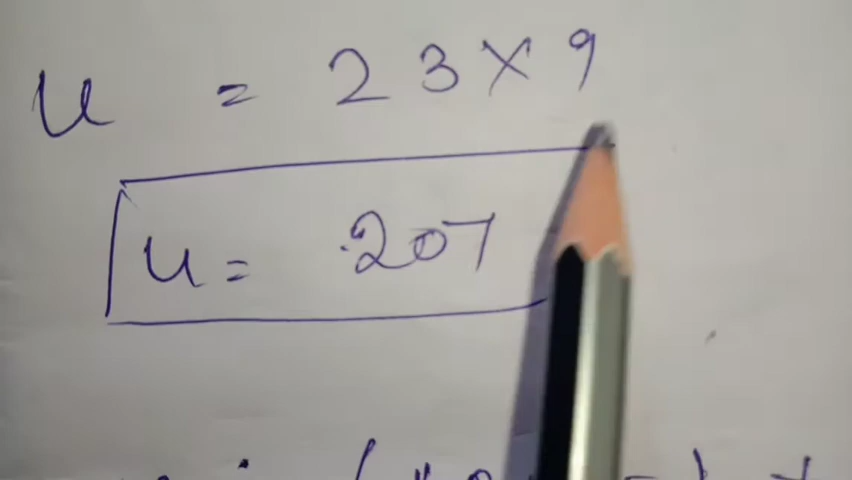 u = 23×9
u = 207